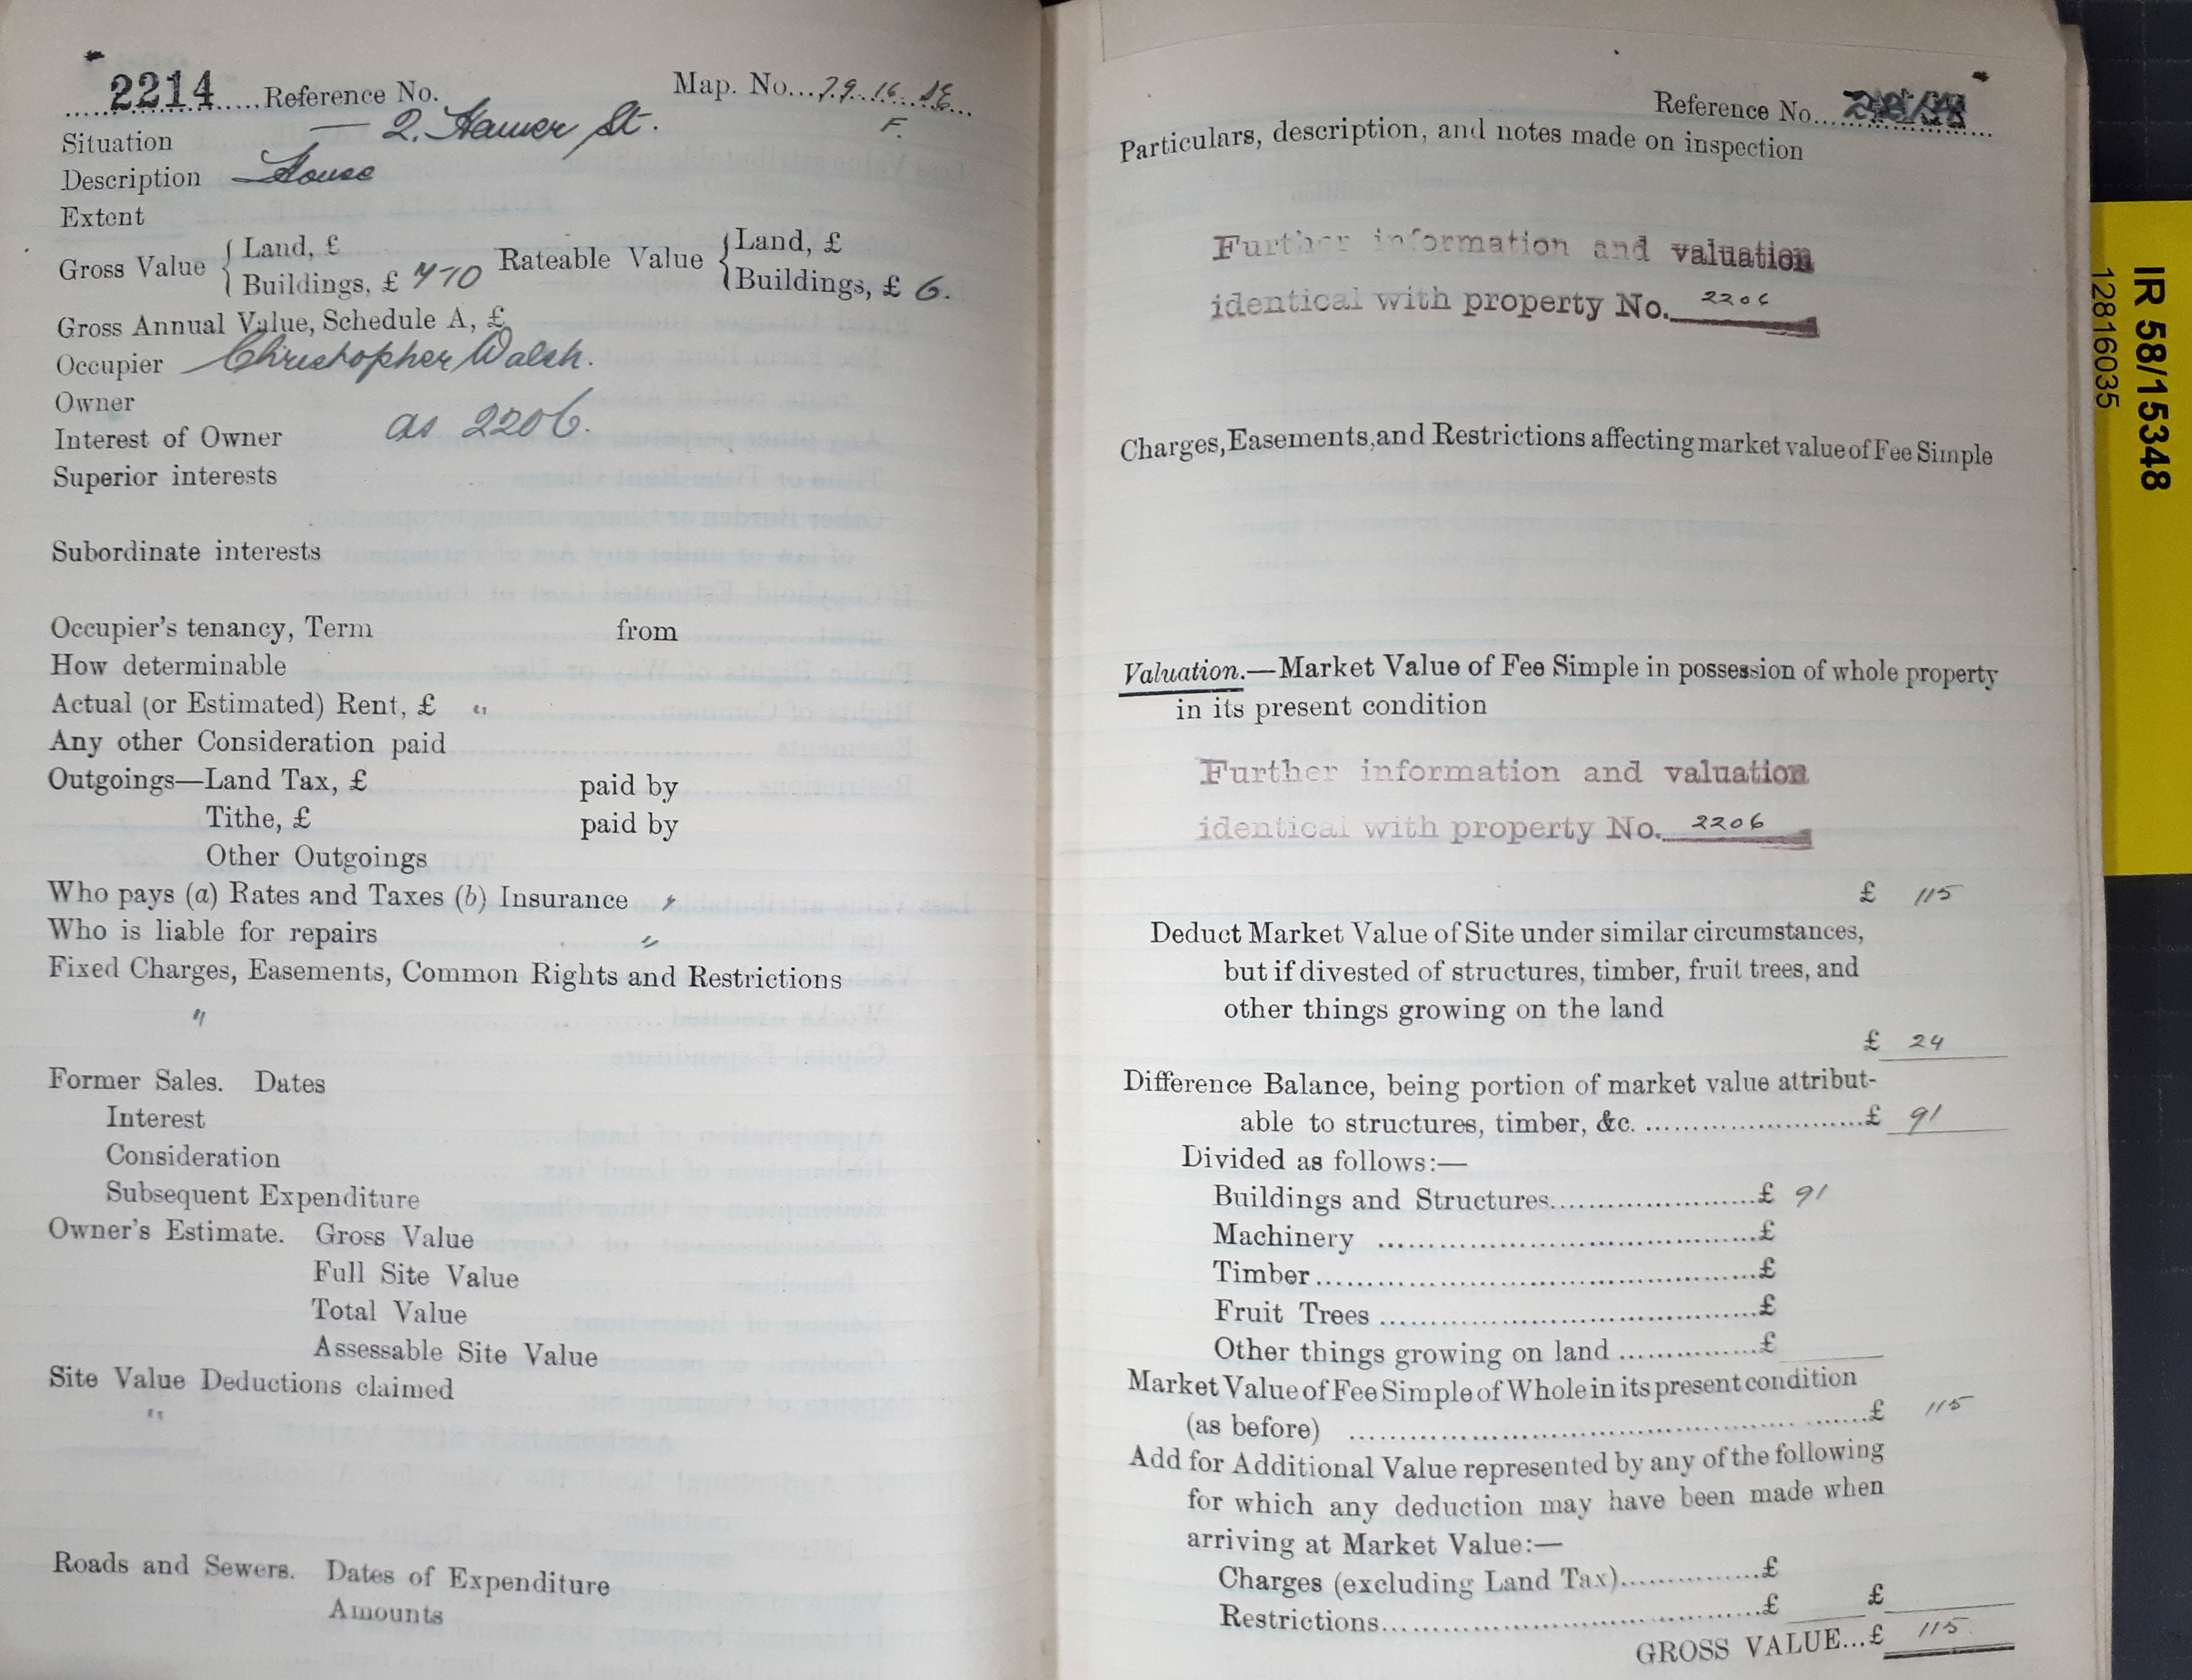 2214 Reference No. Map. No... 79. 16. SE
F.
Situation — 2. Hamer St.
Description House
Extent
Gross Value { Land, £ Rateable Value { Land, £
Buildings, £ 7/10 Buildings, £ 6.
Gross Annual Value, Schedule A, £
Occupier Christopher Walsh.
Owner
Interest of Owner as 2206.
Superior interests
Subordinate interests
Occupier's tenancy, Term from
How determinable
Actual (or Estimated) Rent, £ "
Any other Consideration paid
Outgoings—Land Tax, £ paid by
Tithe, £ paid by
Other Outgoings
Who pays (a) Rates and Taxes (b) Insurance "
Who is liable for repairs "
Fixed Charges, Easements, Common Rights and Restrictions
"
Former Sales. Dates
Interest
Consideration
Subsequent Expenditure
Owner's Estimate. Gross Value
Full Site Value
Total Value
Assessable Site Value
Site Value Deductions claimed
"
Roads and Sewers. Dates of Expenditure
Amounts
Reference No.
Particulars, description, and notes made on inspection
Further information and valuation
identical with property No. 2206
Charges, Easements, and Restrictions affecting market value of Fee Simple
Valuation.—Market Value of Fee Simple in possession of whole property
in its present condition
Further information and valuation
identical with property No. 2206
£ 115
Deduct Market Value of Site under similar circumstances,
but if divested of structures, timber, fruit trees, and
other things growing on the land
£ 24
Difference Balance, being portion of market value attribut-
able to structures, timber, &c. ........................£ 91
Divided as follows:—
Buildings and Structures......................£ 91
Machinery ........................................£
Timber..............................................£
Fruit Trees ........................................£
Other things growing on land ...............£
Market Value of Fee Simple of Whole in its present condition
(as before) ........................................£ 115
Add for Additional Value represented by any of the following
for which any deduction may have been made when
arriving at Market Value:—
Charges (excluding Land Tax)...............£
Restrictions........................................£ £
GROSS VALUE...£ 115
IR 58/15348
12816035